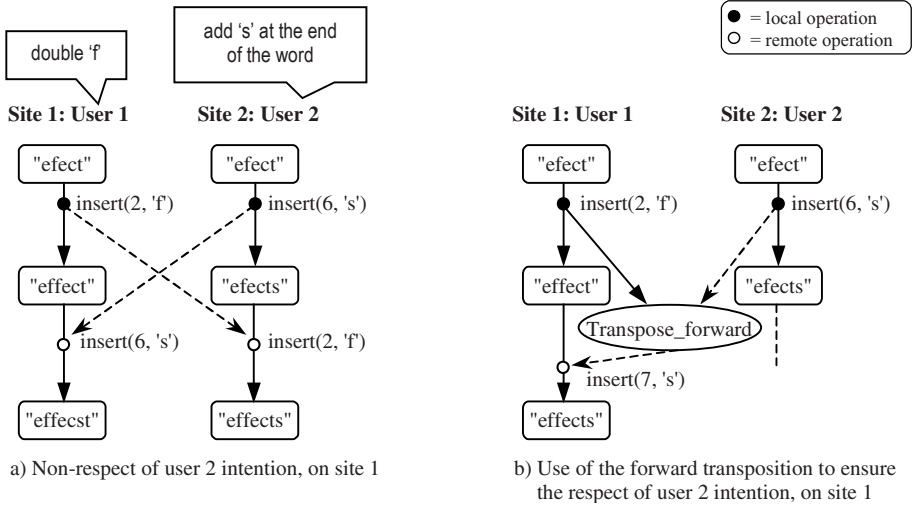 = local operation
= remote operation
double ‘f’
add ‘s’ at the end
of the word
Site 1: User 1
Site 2: User 2
"efect"
"efect"
insert(2, 'f')
insert(6, 's')
"effect"
"efects"
insert(6, 's')
insert(2, 'f')
"effecst"
"effects"
a) Non-respect of user 2 intention, on site 1
Site 1: User 1
Site 2: User 2
"efect"
"efect"
insert(2, 'f')
insert(6, 's')
"effect"
"efects"
Transpose_forward
insert(7, 's')
"effects"
b) Use of the forward transposition to ensure
the respect of user 2 intention, on site 1